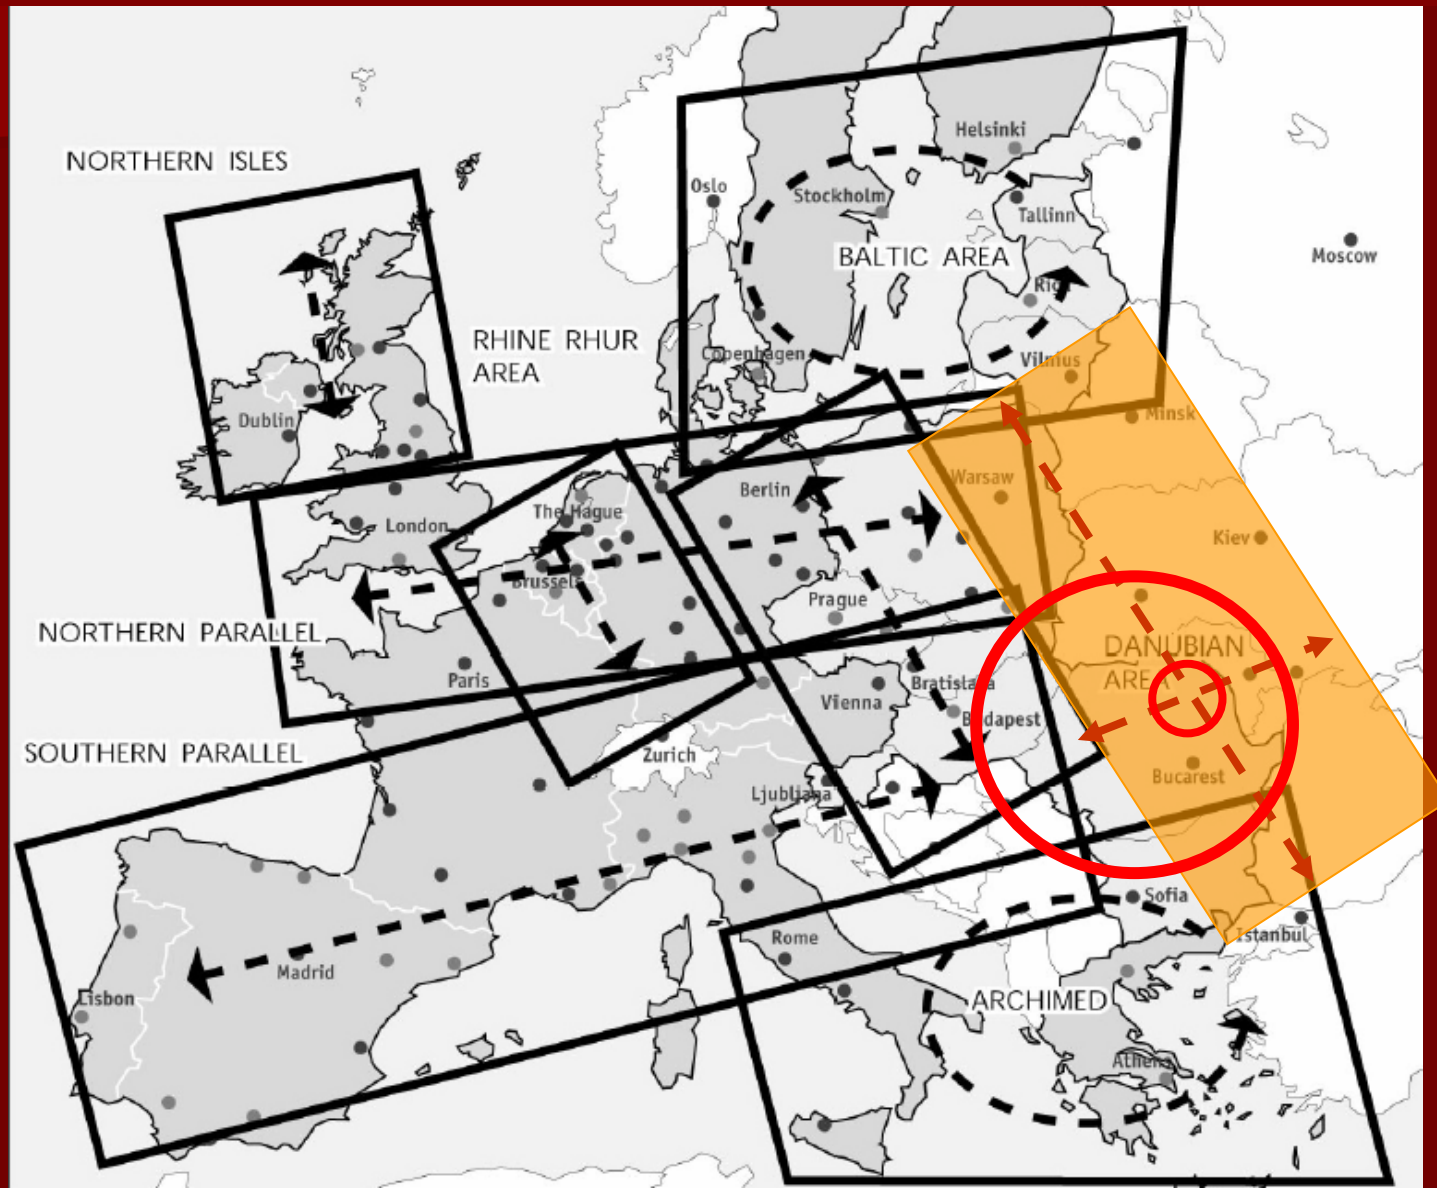 Helsinki
NORTHERN ISLES
Oslo
Stockholm
Tallinn
BALTIC AREA
Moscow
Riga
RHINE RHUR
AREA
Copenhagen
Vilnius
Minsk
Dublin
Warsaw
Berlin
The Hague
London
Kiev
Brussels
Prague
NORTHERN PARALLEL
DANUBIAN
AREA
Paris
Bratislava
Vienna
Budapest
SOUTHERN PARALLEL
Zurich
Bucarest
Ljubljana
Sofia
Rome
Istanbul
Madrid
Lisbon
ARCHIMED
Athens